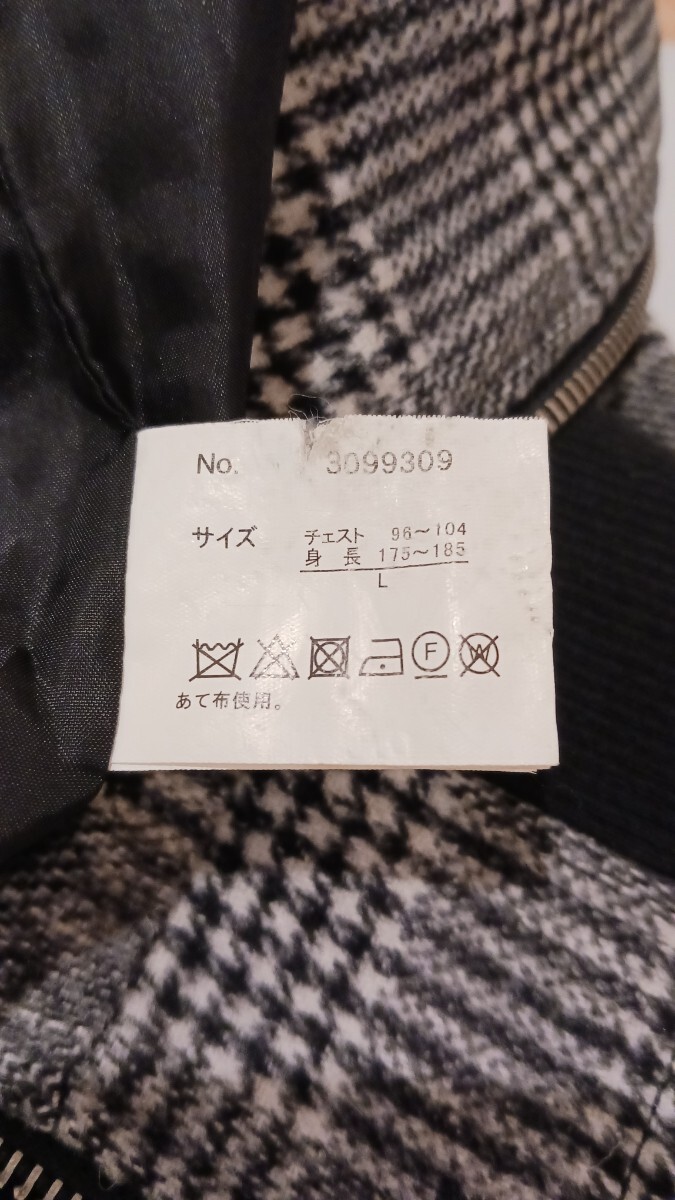 No. 3099309
サイズ チェスト 96～104
身長 175～185
L
F W
あて布使用。